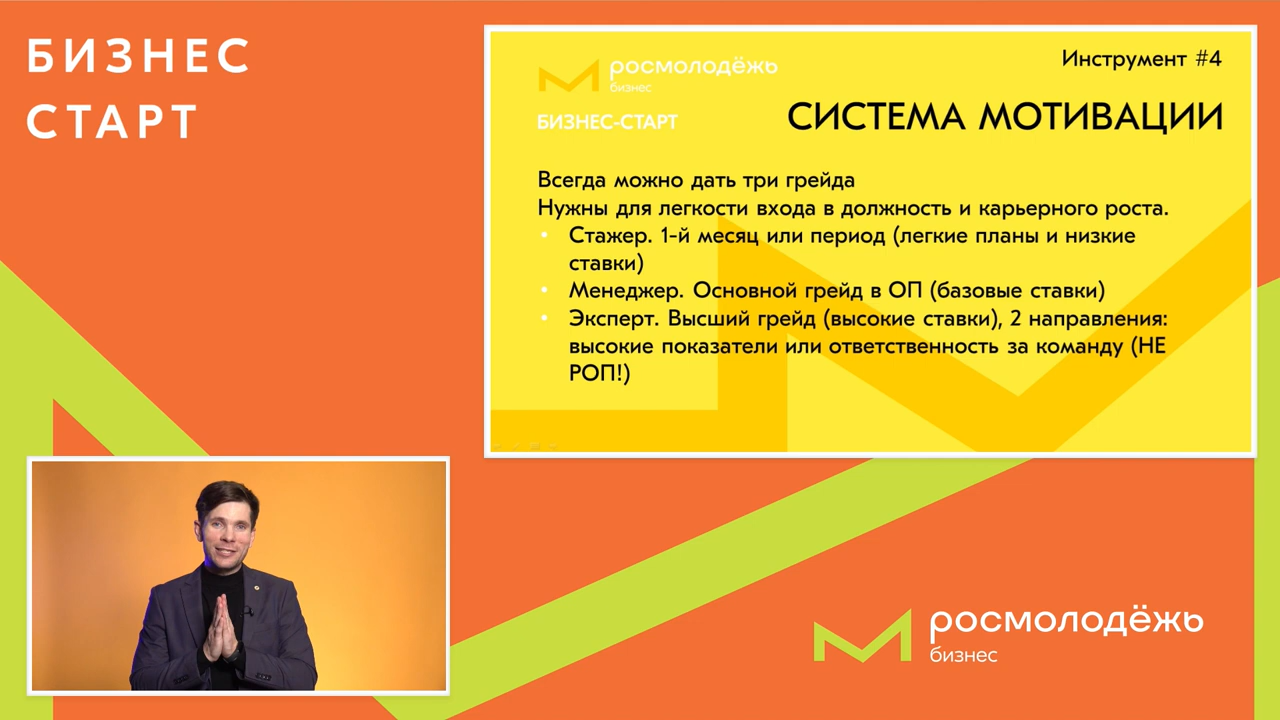 БИЗНЕС
СТАРТ
росмолодёжь
бизнес
БИЗНЕС-СТАРТ
Инструмент #4
СИСТЕМА МОТИВАЦИИ
Всегда можно дать три грейда
Нужны для легкости входа в должность и карьерного роста.
• Стажер. 1-й месяц или период (легкие планы и низкие
ставки)
• Менеджер. Основной грейд в ОП (базовые ставки)
• Эксперт. Высший грейд (высокие ставки), 2 направления:
высокие показатели или ответственность за команду (НЕ
РОП!)
росмолодёжь
бизнес